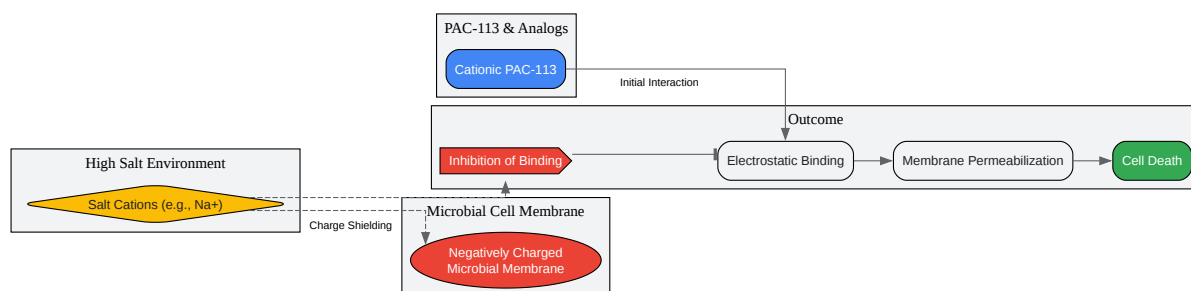 PAC-113 & Analogs
Cationic PAC-113
Initial Interaction
Outcome
Inhibition of Binding
Electrostatic Binding
Membrane Permeabilization
Cell Death
High Salt Environment
Salt Cations (e.g., Na+)
Charge Shielding
Microbial Cell Membrane
Negatively Charged
Microbial Membrane